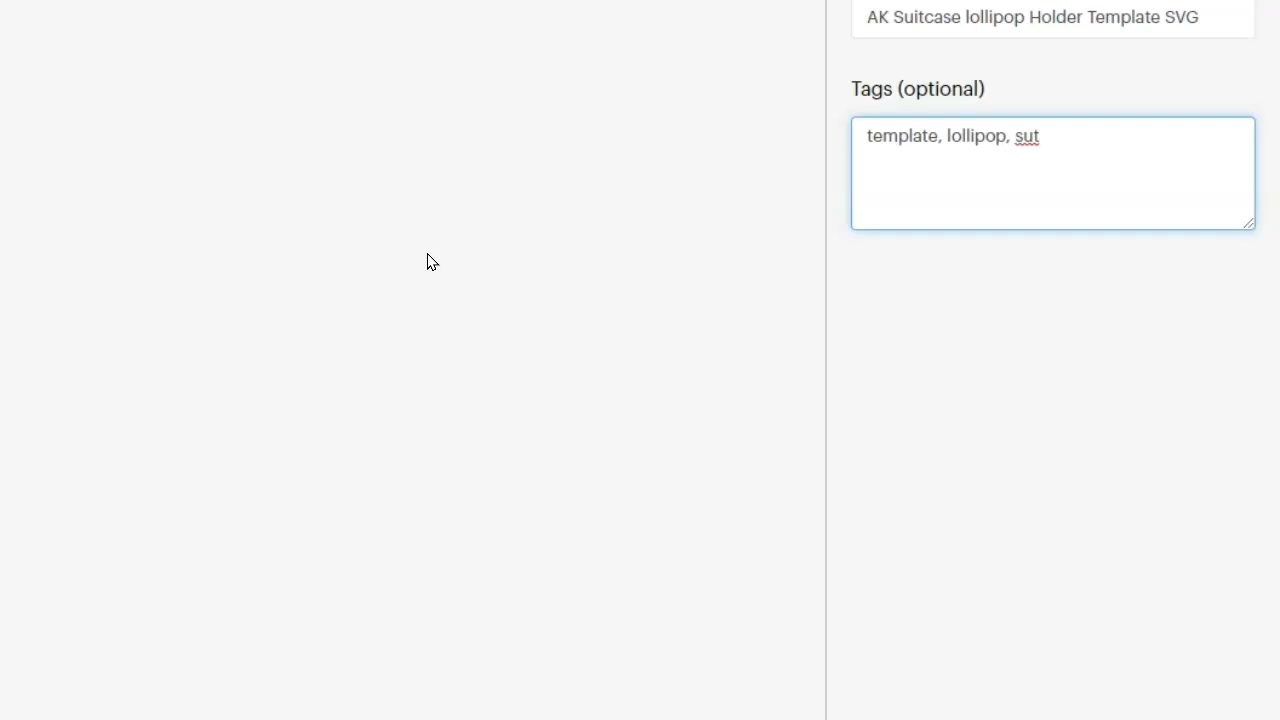 AK Suitcase lollipop Holder Template SVG
Tags (optional)
template, lollipop, sut